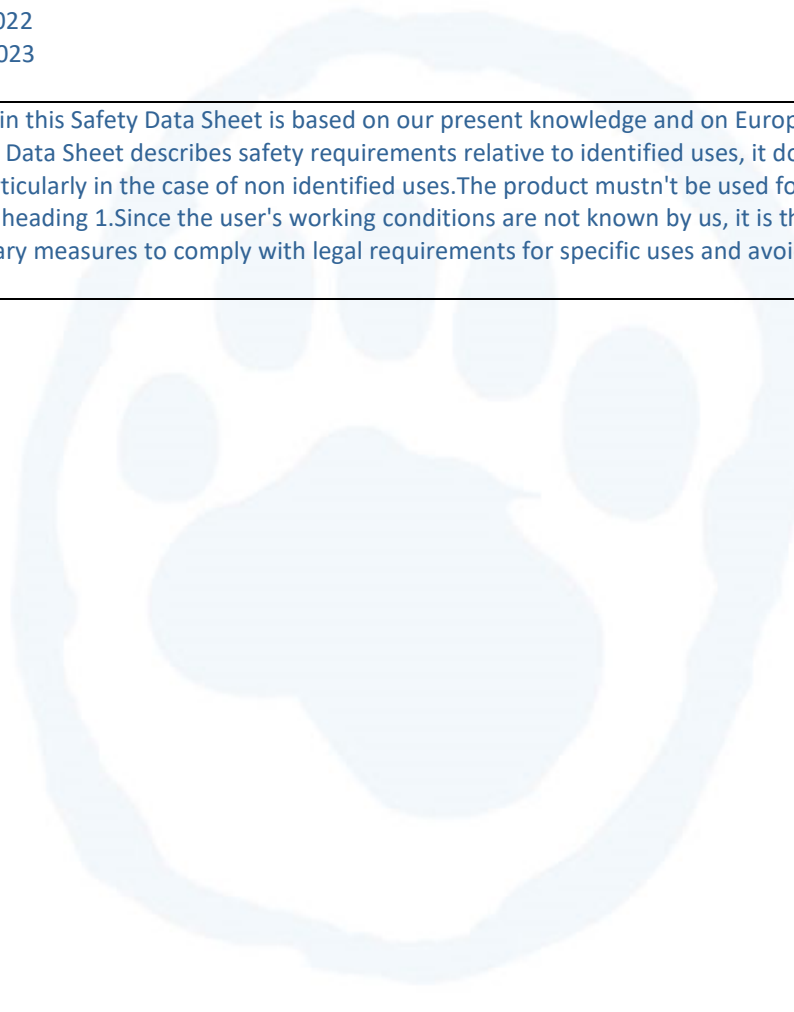 022
023
in this Safety Data Sheet is based on our present knowledge and on Europ
Data Sheet describes safety requirements relative to identified uses, it do
ticularly in the case of non identified uses.The product mustn't be used fo
heading 1.Since the user's working conditions are not known by us, it is th
ary measures to comply with legal requirements for specific uses and avoi